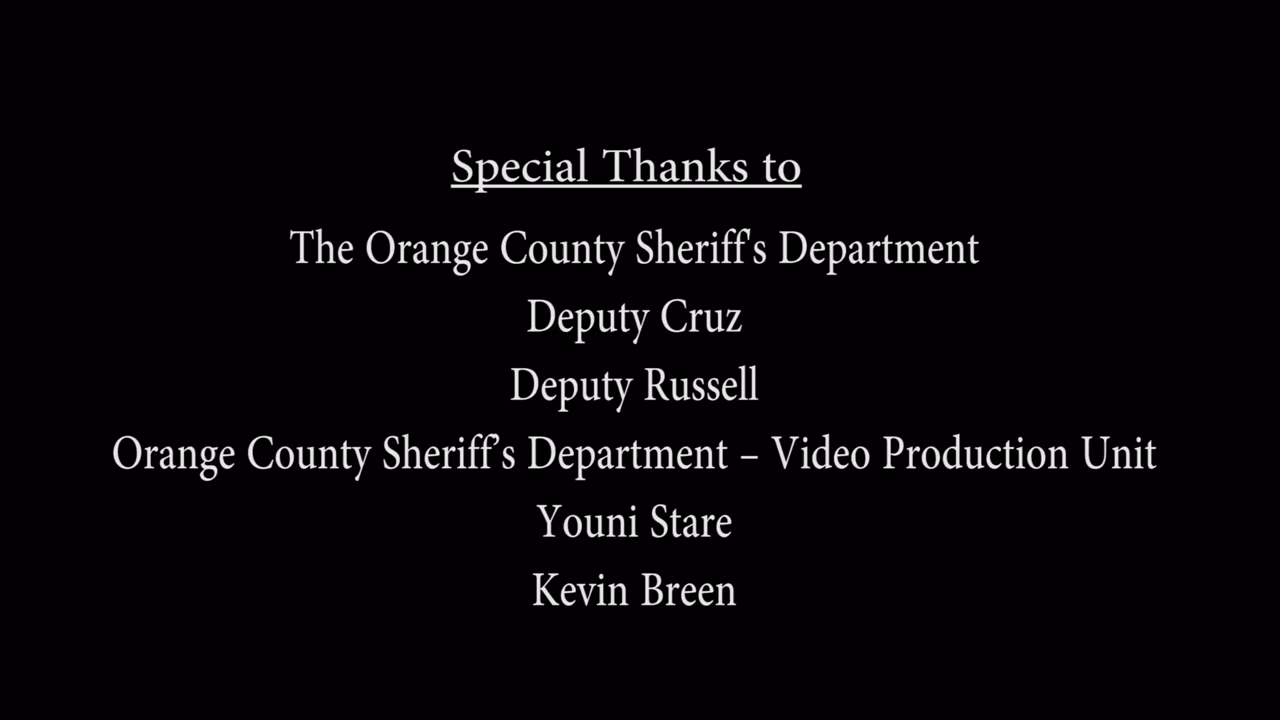 Special Thanks to
The Orange County Sheriff's Department
Deputy Cruz
Deputy Russell
Orange County Sheriff’s Department – Video Production Unit
Youni Stare
Kevin Breen